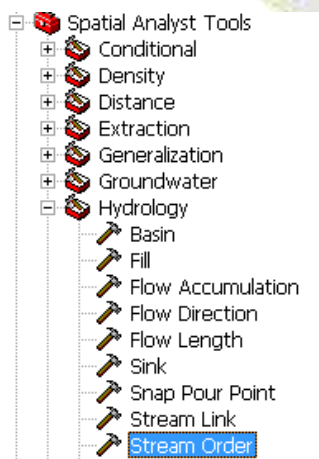 Spatial Analyst Tools
Conditional
Density
Distance
Extraction
Generalization
Groundwater
Hydrology
Basin
Fill
Flow Accumulation
Flow Direction
Flow Length
Sink
Snap Pour Point
Stream Link
Stream Order